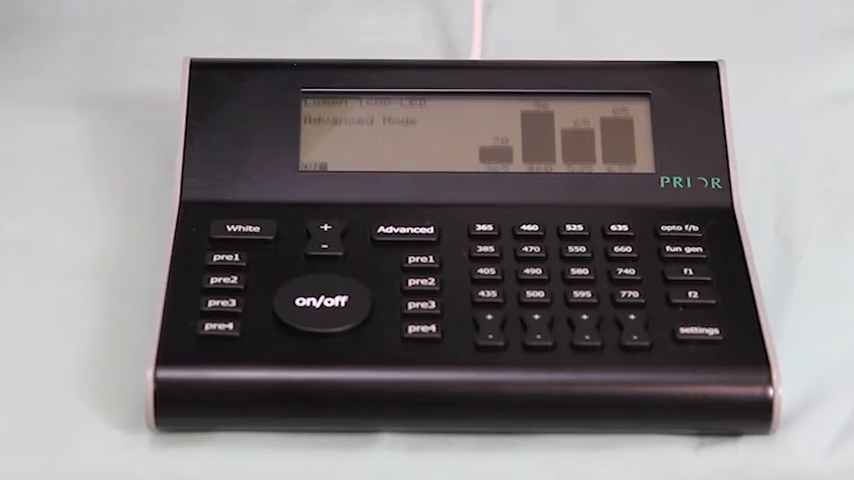 Lumen 1600-LED
Advanced Mode
65
85
460
PRIOR
White
+
-
Advanced
pre1
pre2
pre3
pre4
on/off
pre1
pre2
pre3
pre4
365 460 525 635
385 470 550 660
405 490 580 740
435 500 595 770
+ + + +
- - - -
opto f/b
fun gen
f1
f2
settings